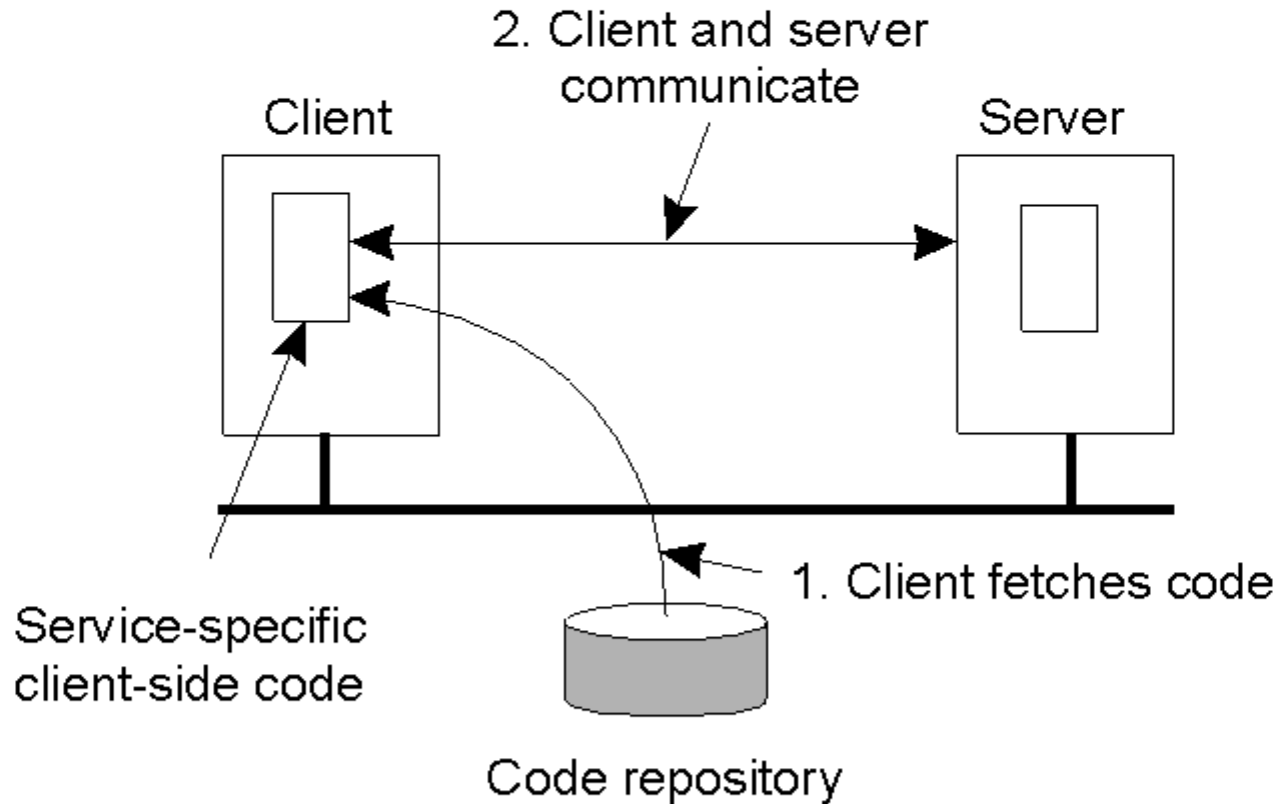 2. Client and server
communicate
Client
Server
1. Client fetches code
Service-specific
client-side code
Code repository